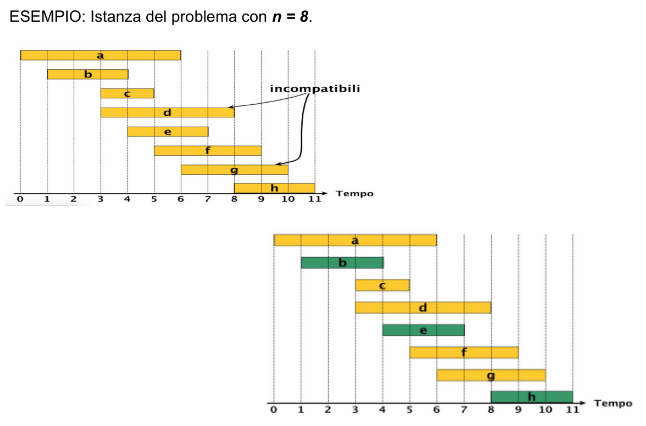 ESEMPIO: Istanza del problema con n = 8.
a
b
incompatibili
c
d
e
f
g
h
0 1 2 3 4 5 6 7 8 9 10 11 Tempo
a
b
c
d
e
f
g
h
0 1 2 3 4 5 6 7 8 9 10 11 Tempo